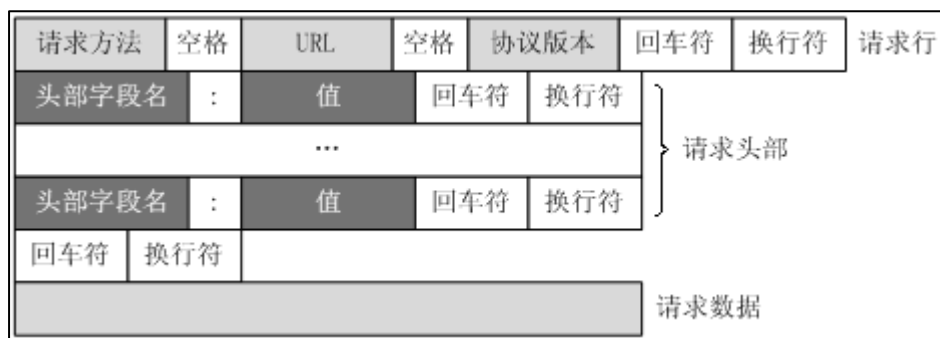 请求方法 空格 URL 空格 协议版本 回车符 换行符 请求行
头部字段名 : 值 回车符 换行符
... 请求头部
头部字段名 : 值 回车符 换行符
回车符 换行符
请求数据